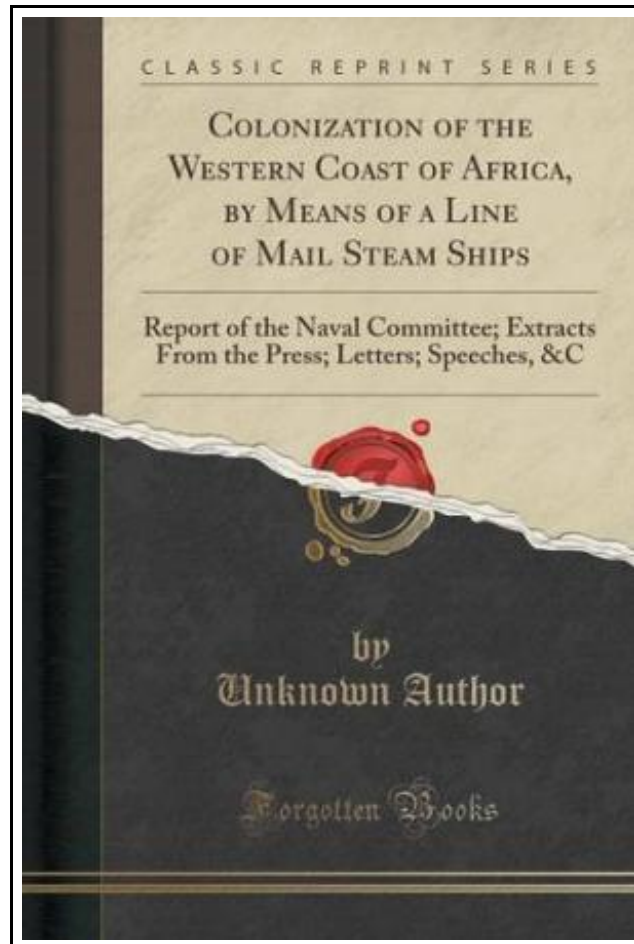 CLASSIC REPRINT SERIES
COLONIZATION OF THE
WESTERN COAST OF AFRICA,
BY MEANS OF A LINE
OF MAIL STEAM SHIPS
Report of the Naval Committee; Extracts
From the Press; Letters; Speeches, &C
F
by
Unknown Author
Forgotten Books